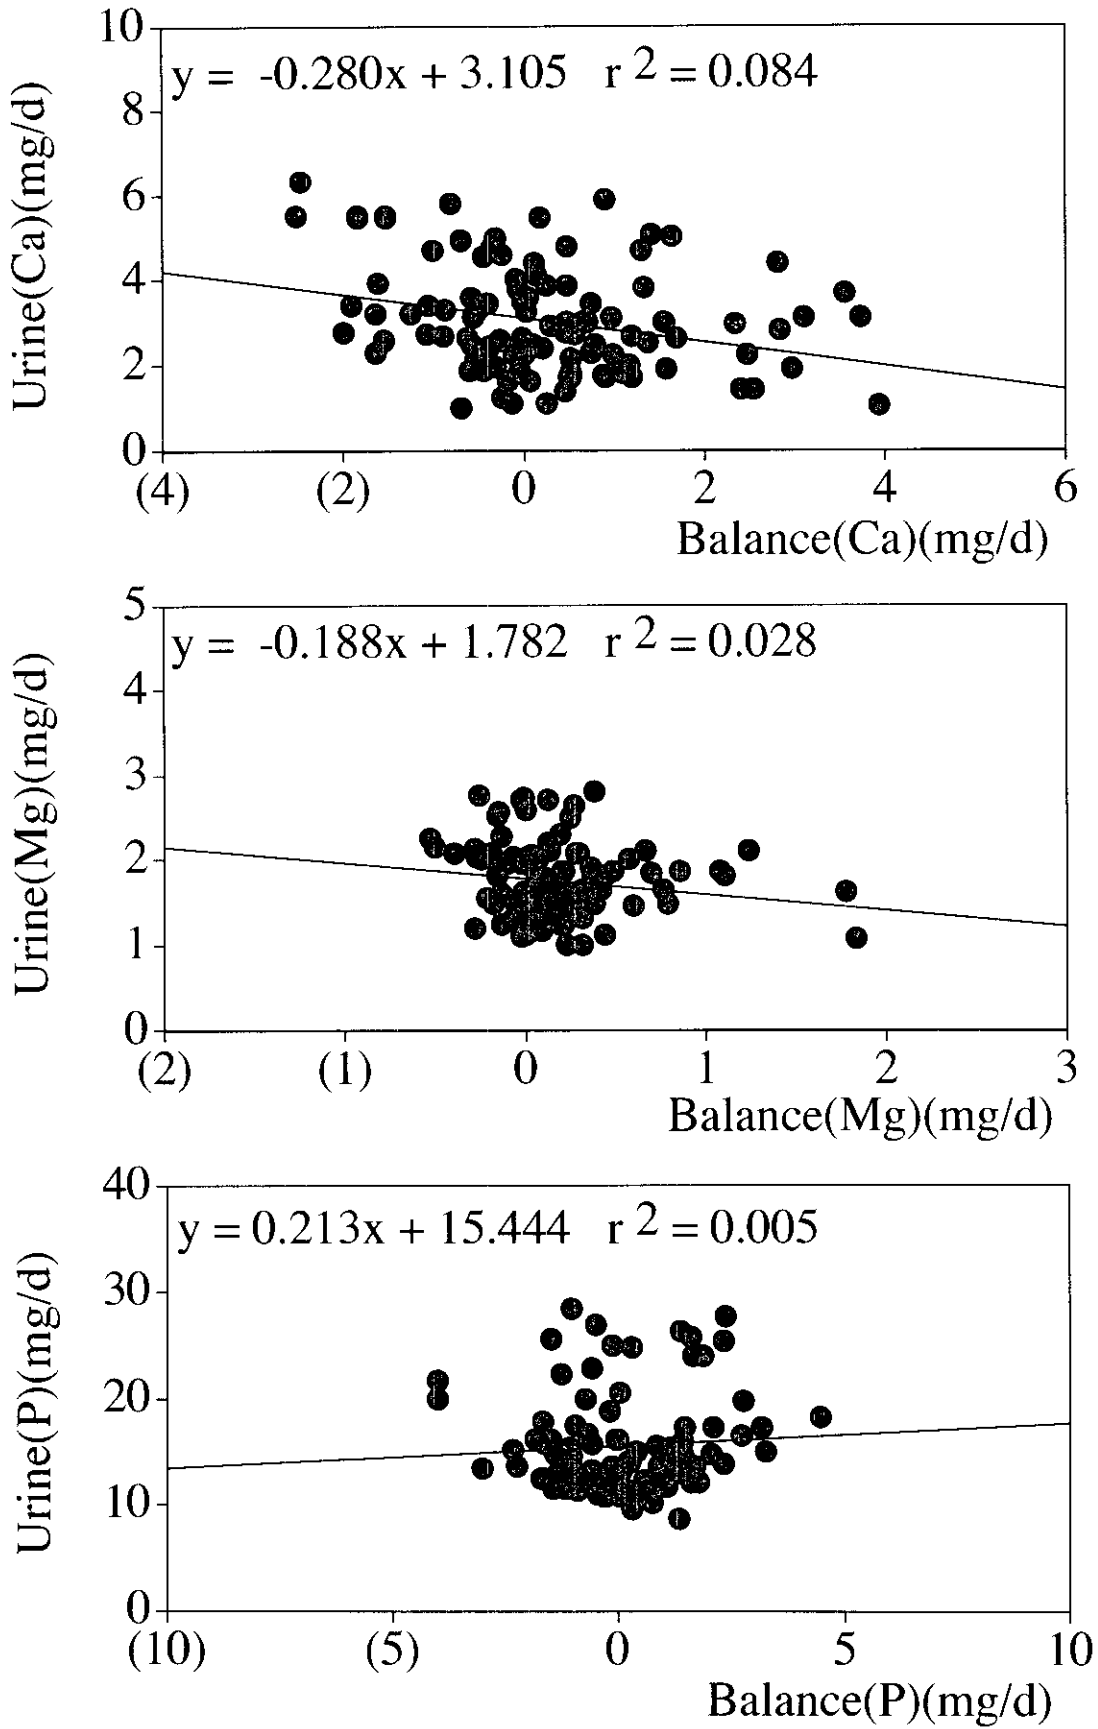 10
y = -0.280x + 3.105 r 2 = 0.084
8
6
4
2
0
Urine(Ca)(mg/d)
(4) (2) 0 2 4 6
Balance(Ca)(mg/d)
5
y = -0.188x + 1.782 r 2 = 0.028
4
3
2
1
0
Urine(Mg)(mg/d)
(2) (1) 0 1 2 3
Balance(Mg)(mg/d)
40
y = 0.213x + 15.444 r 2 = 0.005
30
20
10
0
Urine(P)(mg/d)
(10) (5) 0 5 10
Balance(P)(mg/d)